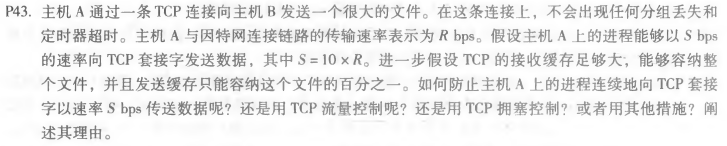 P43. 主机 A 通过一条 TCP 连接向主机 B 发送一个很大的文件。在这条连接上，不会出现任何分组丢失和
定时器超时。主机 A 与因特网连接链路的传输速率表示为 R bps。假设主机 A 上的进程能够以 S bps
的速率向 TCP 套接字发送数据，其中 S = 10 × R。进一步假设 TCP 的接收缓存足够大，能够容纳整
个文件，并且发送缓存只能容纳这个文件的百分之一。如何防止主机 A 上的进程连续地向 TCP 套接
字以速率 S bps 传送数据呢？还是用 TCP 流量控制呢？还是用 TCP 拥塞控制？或者用其他措施？阐
述其理由。